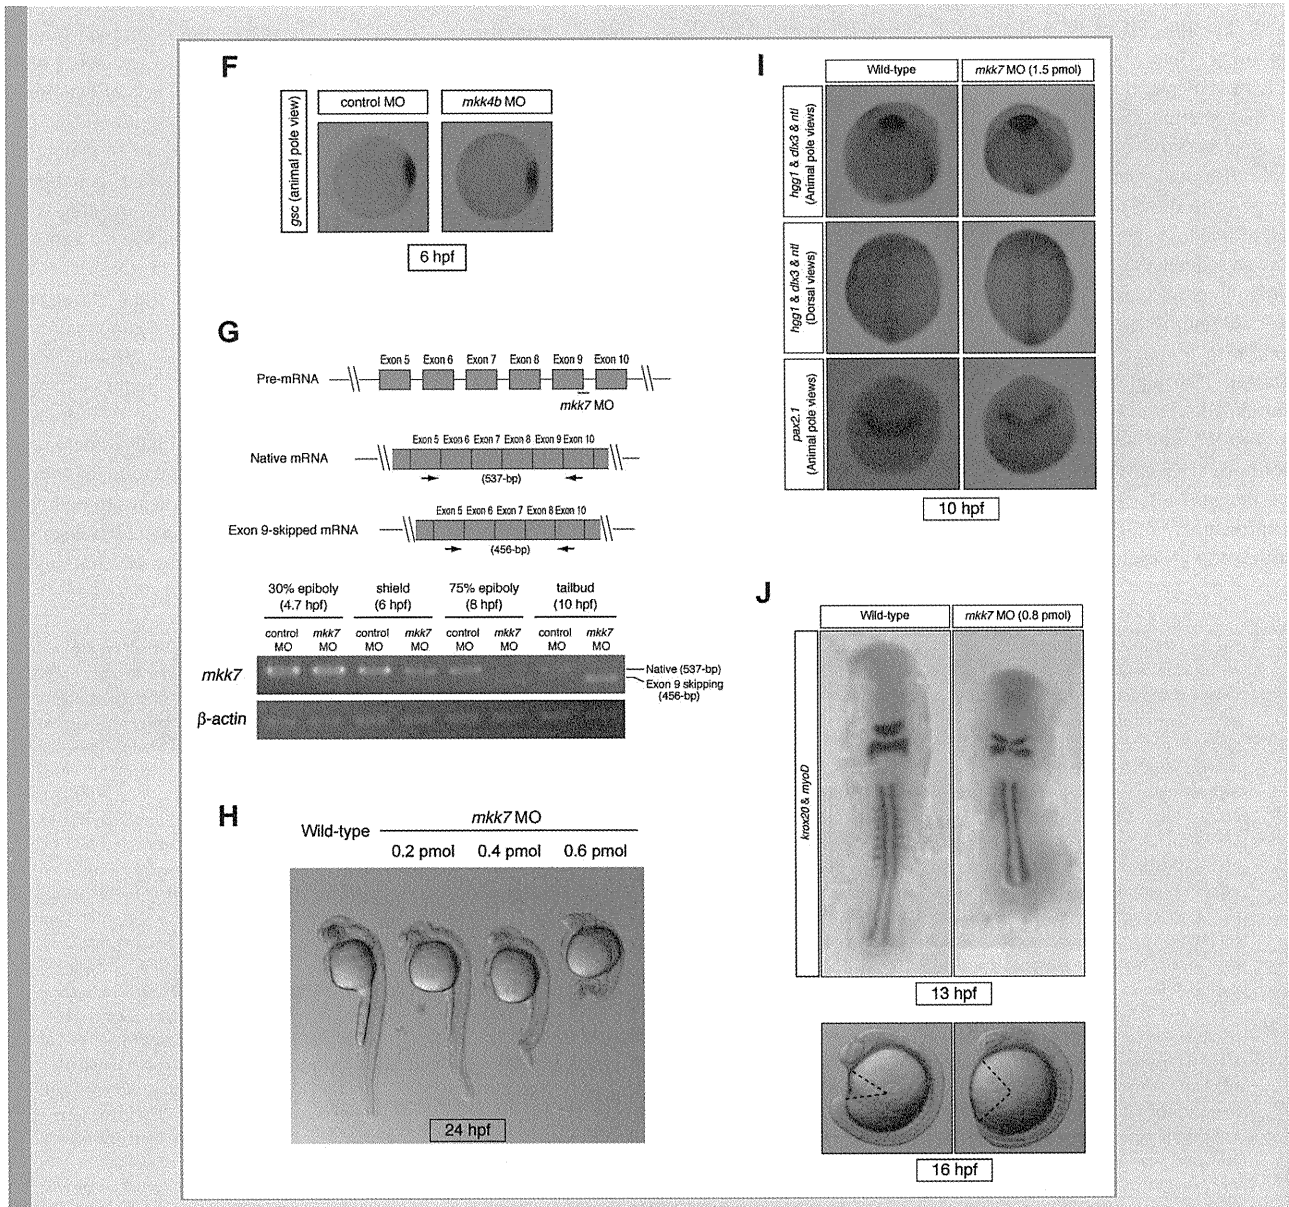 F
control MO
mkk4b MO
gsc (animal pole view)
6 hpf
G
Exon 5 Exon 6 Exon 7 Exon 8 Exon 9 Exon 10
Pre-mRNA
mkk7 MO
Exon 5 Exon 6 Exon 7 Exon 8 Exon 9 Exon 10
Native mRNA
(537-bp)
Exon 5 Exon 6 Exon 7 Exon 8 Exon 10
Exon 9-skipped mRNA
(456-bp)
30% epiboly shield 75% epiboly tailbud
(4.7 hpf) (6 hpf) (8 hpf) (10 hpf)
control mkk7 control mkk7 control mkk7 control mkk7
MO MO MO MO MO MO MO MO
mkk7
Native (537-bp)
Exon 9 skipping
(456-bp)
β-actin
H
mkk7 MO
Wild-type
0.2 pmol 0.4 pmol 0.6 pmol
24 hpf
I
Wild-type
mkk7 MO (1.5 pmol)
hgg1 & dlx3 & ntl
(Animal pole views)
hgg1 & dlx3 & ntl
(Dorsal views)
pax2.1
(Animal pole views)
10 hpf
J
Wild-type
mkk7 MO (0.8 pmol)
krox20 & myoD
13 hpf
16 hpf